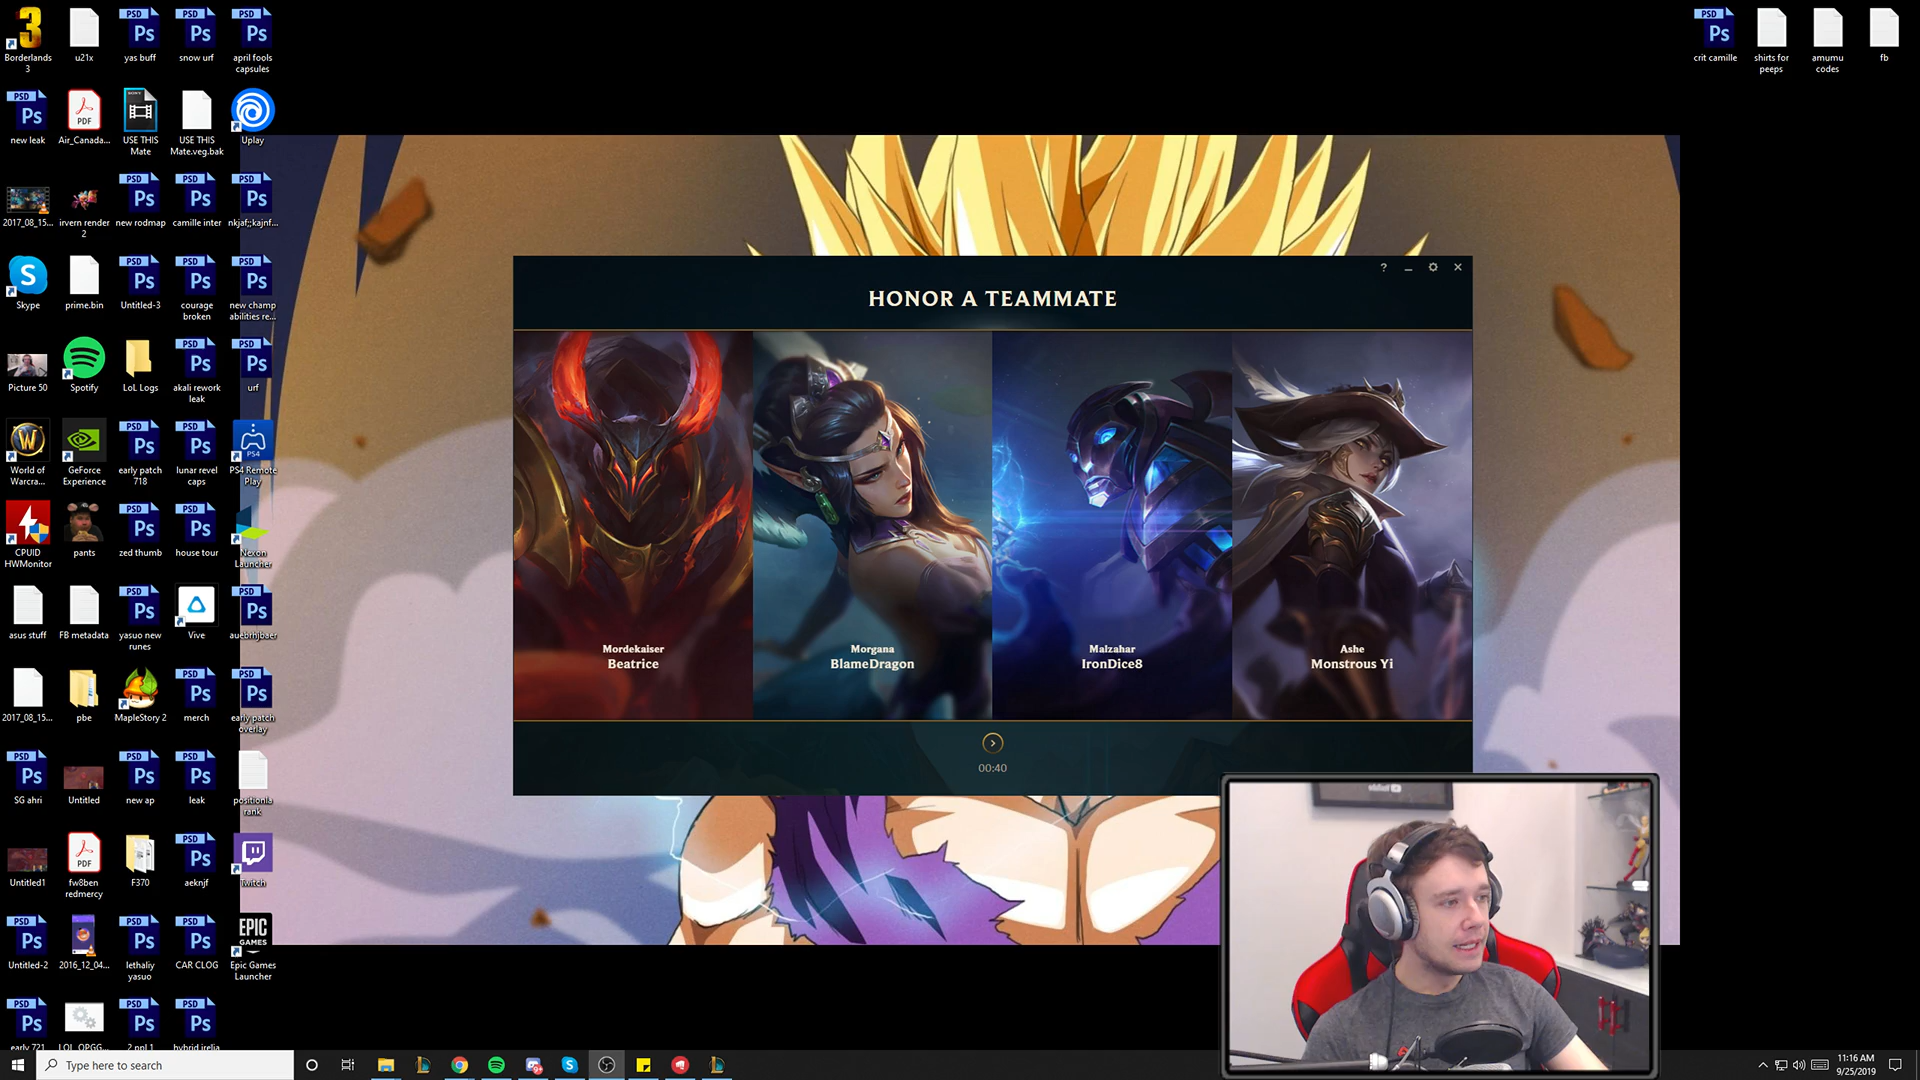 Borderlands
3
u21x
yas buff
snow urf
april fools
capsules
new leak
Air_Canada...
USE THIS
Mate
USE THIS
Mate.veg.bak
Uplay
2017_08_15...
irvern render
2
new rodmap
camille inter
nkjaf;;kajnf...
Skype
prime.bin
Untitled-3
courage
broken
new champ
abilities re...
Picture 50
Spotify
LoL Logs
akali rework
leak
urf
World of
Warcra...
GeForce
Experience
early patch
718
lunar revel
caps
PS4 Remote
Play
CPUID
HWMonitor
pants
zed thumb
house tour
Nexon
Launcher
asus stuff
FB metadata
yasuo new
runes
Vive
auebrhjbaer
2017_08_15...
pbe
MapleStory 2
merch
early patch
overlay
SG ahri
Untitled
new ap
leak
positionla
rank
Untitled1
fw8ben
redmercy
F370
aeknjf
Twitch
Untitled-2
2016_12_04...
lethaliy
yasuo
CAR CLOG
Epic Games
Launcher
early 721
LOL_OPGG...
hybrid irelia
crit camille
shirts for
peeps
amumu
codes
fb
HONOR A TEAMMATE
Mordekaiser
Beatrice
Morgana
BlameDragon
Malzahar
IronDice8
Ashe
Monstrous Yi
00:40
Type here to search
11:16 AM
9/25/2019